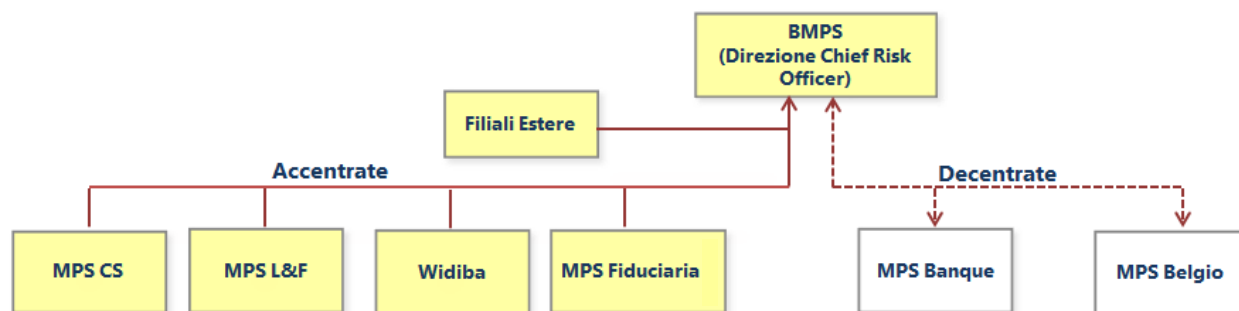 BMPS
(Direzione Chief Risk
Officer)
Filiali Estere
Accentrate
Decentrate
MPS CS
MPS L&F
Widiba
MPS Fiduciaria
MPS Banque
MPS Belgio